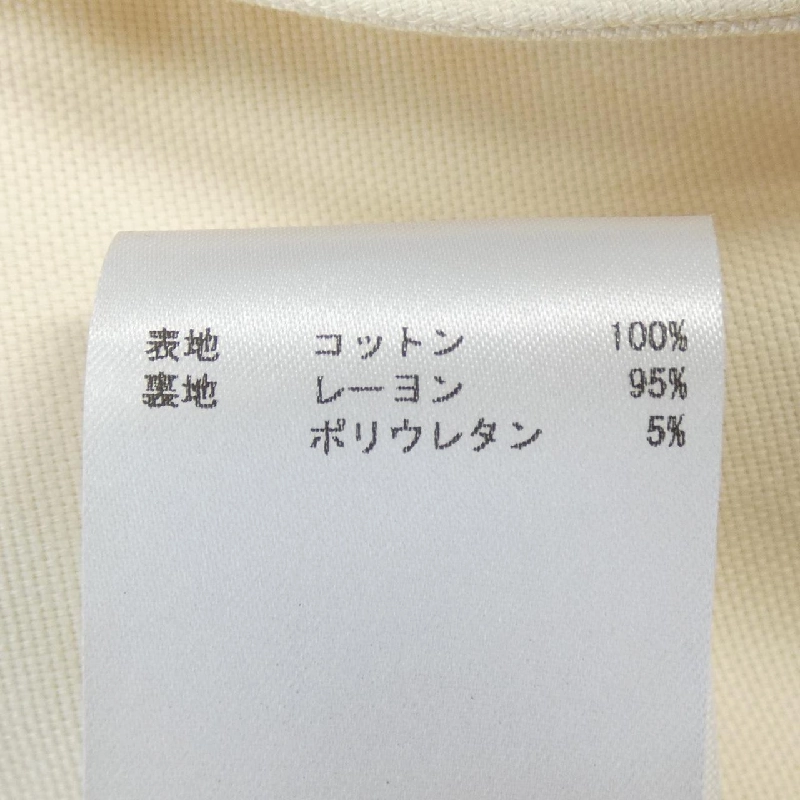 表地 コットン 100%
裏地 レーヨン 95%
ポリウレタン 5%